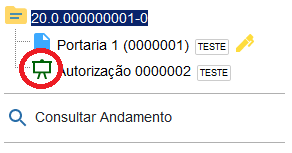 20.0.000000001-0
Portaria 1 (0000001) TESTE
Autorização 0000002 TESTE
Consultar Andamento